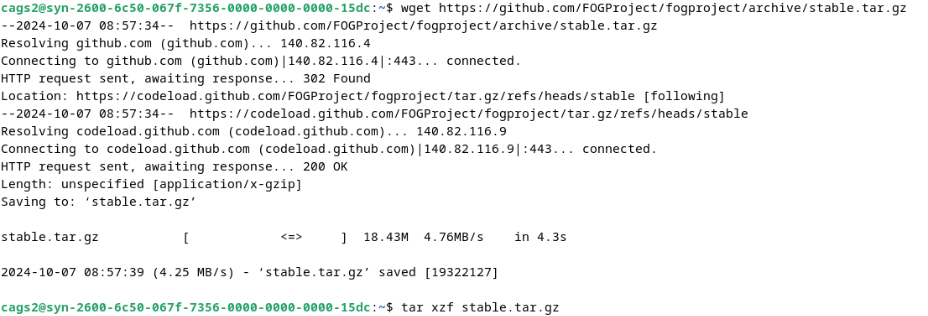 cags2@syn-2600-6c50-067f-7356-0000-0000-0000-15dc:~$ wget https://github.com/FOGProject/fogproject/archive/stable.tar.gz
--2024-10-07 08:57:34--  https://github.com/FOGProject/fogproject/archive/stable.tar.gz
Resolving github.com (github.com)... 140.82.116.4
Connecting to github.com (github.com)|140.82.116.4|:443... connected.
HTTP request sent, awaiting response... 302 Found
Location: https://codeload.github.com/FOGProject/fogproject/tar.gz/refs/heads/stable [following]
--2024-10-07 08:57:34--  https://codeload.github.com/FOGProject/fogproject/tar.gz/refs/heads/stable
Resolving codeload.github.com (codeload.github.com)... 140.82.116.9
Connecting to codeload.github.com (codeload.github.com)|140.82.116.9|:443... connected.
HTTP request sent, awaiting response... 200 OK
Length: unspecified [application/x-gzip]
Saving to: ‘stable.tar.gz’
stable.tar.gz           [            <=>     ]  18.43M  4.76MB/s    in 4.3s
2024-10-07 08:57:39 (4.25 MB/s) - ‘stable.tar.gz’ saved [19322127]
cags2@syn-2600-6c50-067f-7356-0000-0000-0000-15dc:~$ tar xzf stable.tar.gz